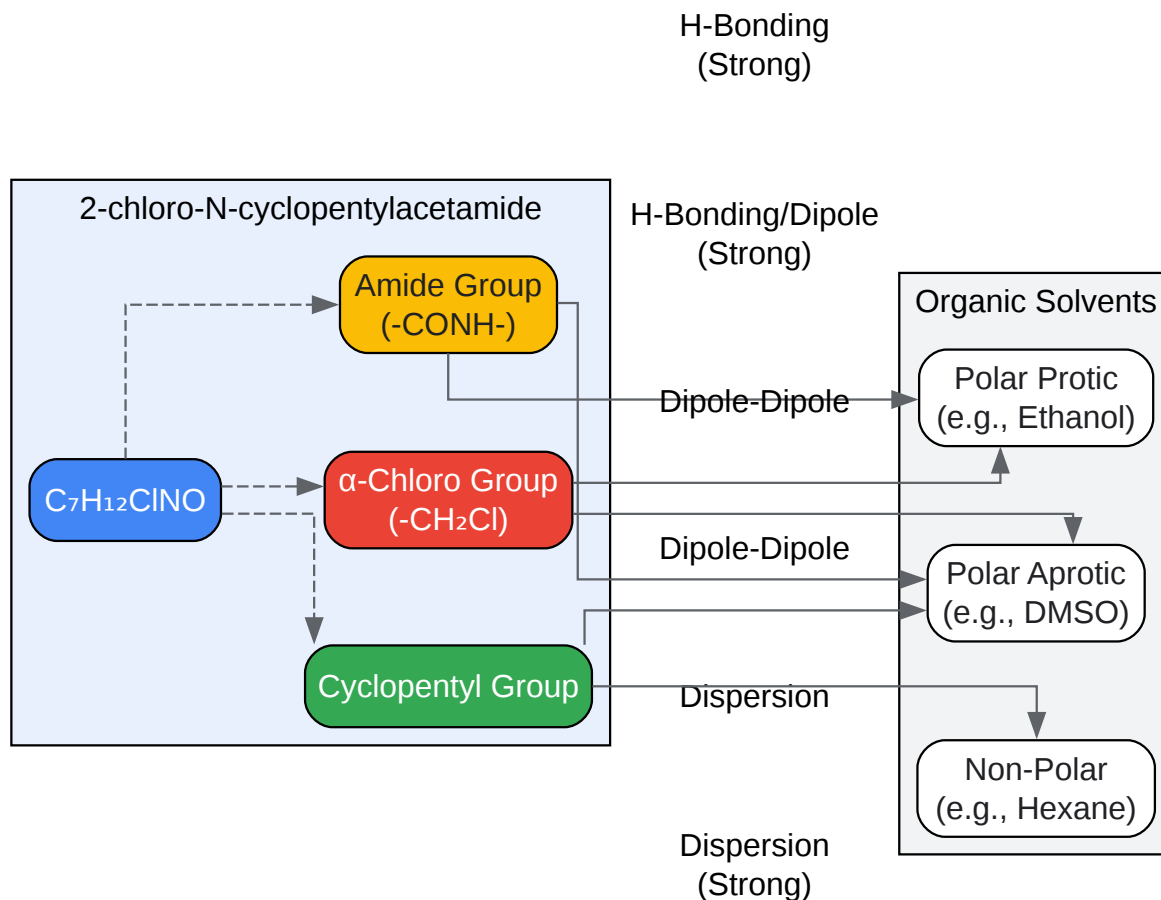 H-Bonding
(Strong)
2-chloro-N-cyclopentylacetamide
H-Bonding/Dipole
(Strong)
Amide Group
(-CONH-)
Organic Solvents
Dipole-Dipole
Polar Protic
(e.g., Ethanol)
C₇H₁₂ClNO
α-Chloro Group
(-CH₂Cl)
Dipole-Dipole
Polar Aprotic
(e.g., DMSO)
Cyclopentyl Group
Dispersion
Non-Polar
(e.g., Hexane)
Dispersion
(Strong)